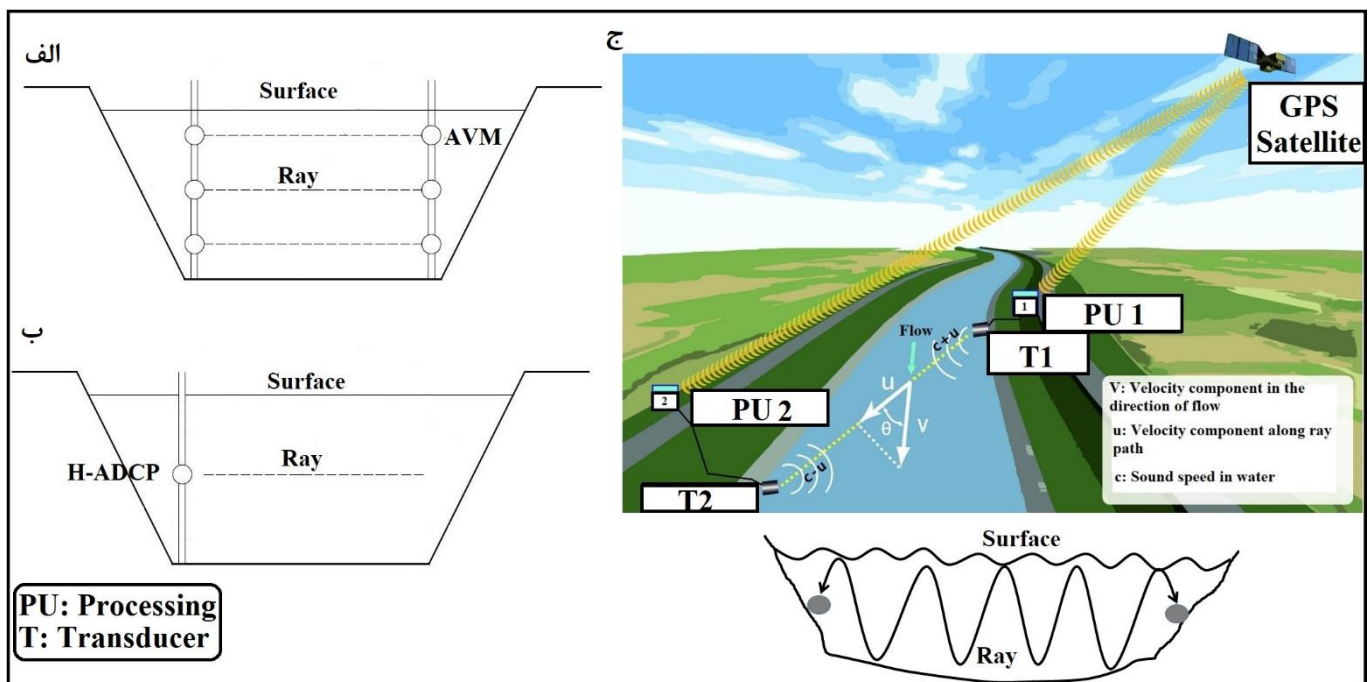 الف
Surface
AVM
Ray
ب
Surface
H-ADCP
Ray
PU: Processing
T: Transducer
ج
GPS
Satellite
1
PU 1
Flow
c+u
T1
2
PU 2
u
θ
V
c-u
T2
V: Velocity component in the
direction of flow
u: Velocity component along ray
path
c: Sound speed in water
Surface
Ray